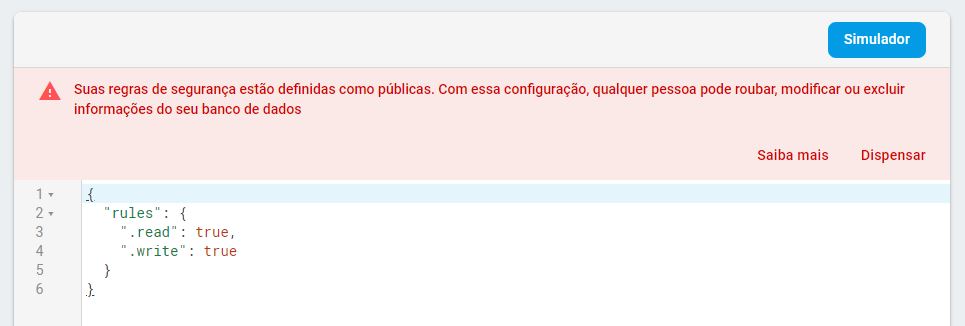 Simulador
Suas regras de segurança estão definidas como públicas. Com essa configuração, qualquer pessoa pode roubar, modificar ou excluir
informações do seu banco de dados
Saiba mais Dispensar
1 {
2 "rules": {
3 ".read": true,
4 ".write": true
5 }
6 }